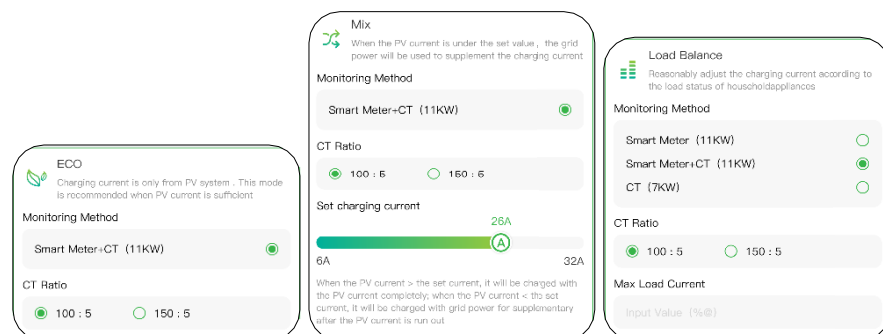 ECO
Charging current is only from PV system . This mode
is recommended when PV current is sufficient
Monitoring Method
Smart Meter+CT (11KW)
CT Ratio
100 : 5
150 : 5
Mix
When the PV current is under the set value , the grid
power will be used to supplement the charging current
Monitoring Method
Smart Meter+CT (11KW)
CT Ratio
100 : 5
150 : 5
Set charging current
26A
A
6A
32A
When the PV current > the set current, it will be charged with
the PV current completely; when the PV current < the set
current, it will be charged with grid power for supplementary
after the PV current is run out
Load Balance
Reasonably adjust the charging current according to
the load status of householdappliances
Monitoring Method
Smart Meter (11KW)
Smart Meter+CT (11KW)
CT (7KW)
CT Ratio
100 : 5
150 : 5
Max Load Current
Input Value (%@)